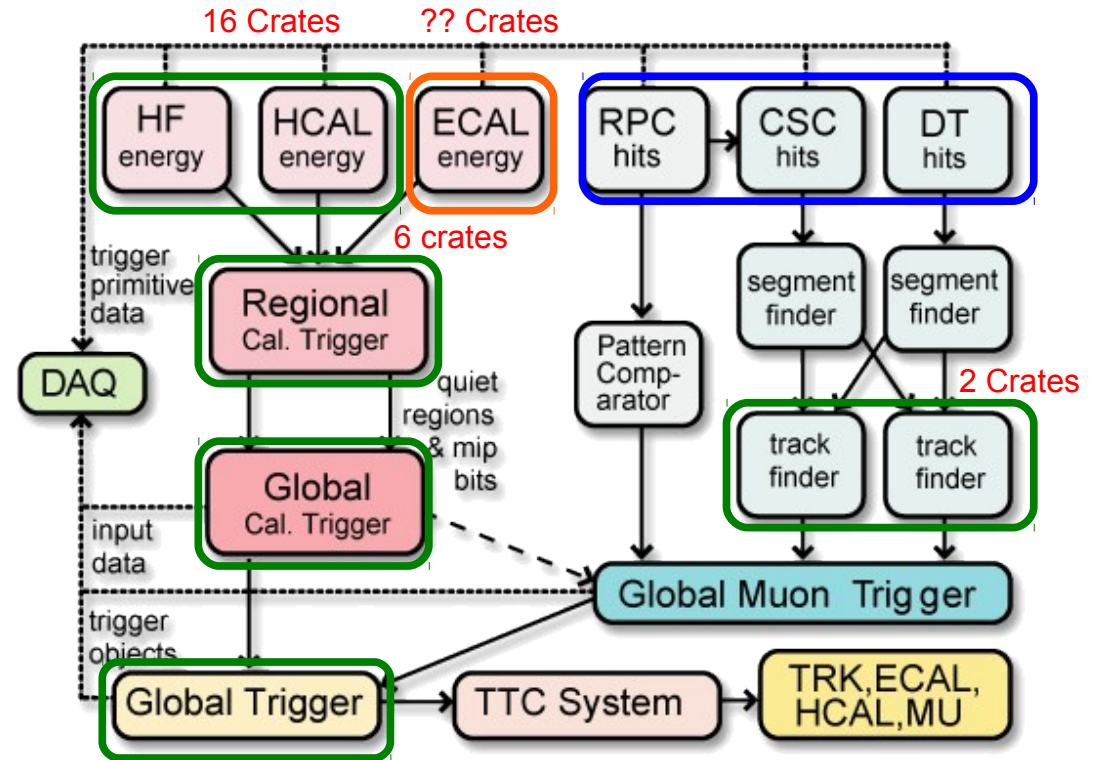 16 Crates
?? Crates
HF
energy
HCAL
energy
ECAL
energy
RPC
hits
CSC
hits
DT
hits
6 crates
trigger
primitive
data
Regional
Cal. Trigger
segment
finder
segment
finder
DAQ
Pattern
Comp-
arator
quiet
regions
& mip
bits
2 Crates
track
finder
track
finder
Global
Cal. Trigger
input
data
Global Muon Trigger
trigger
objects
Global Trigger
TTC System
TRK,ECAL,
HCAL,MU